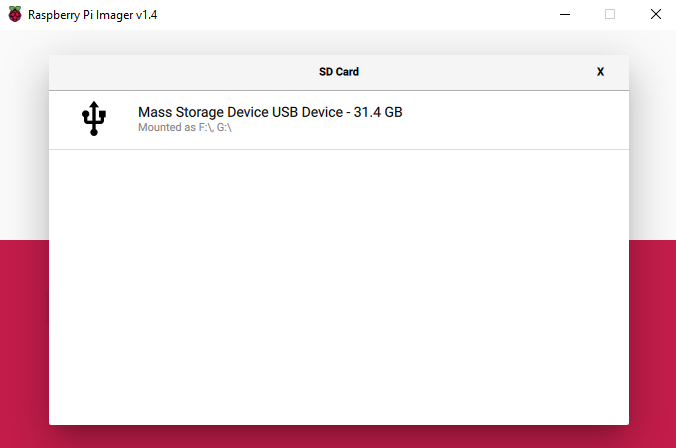 Raspberry Pi Imager v1.4
SD Card
X
Mass Storage Device USB Device - 31.4 GB
Mounted as F:\, G:\